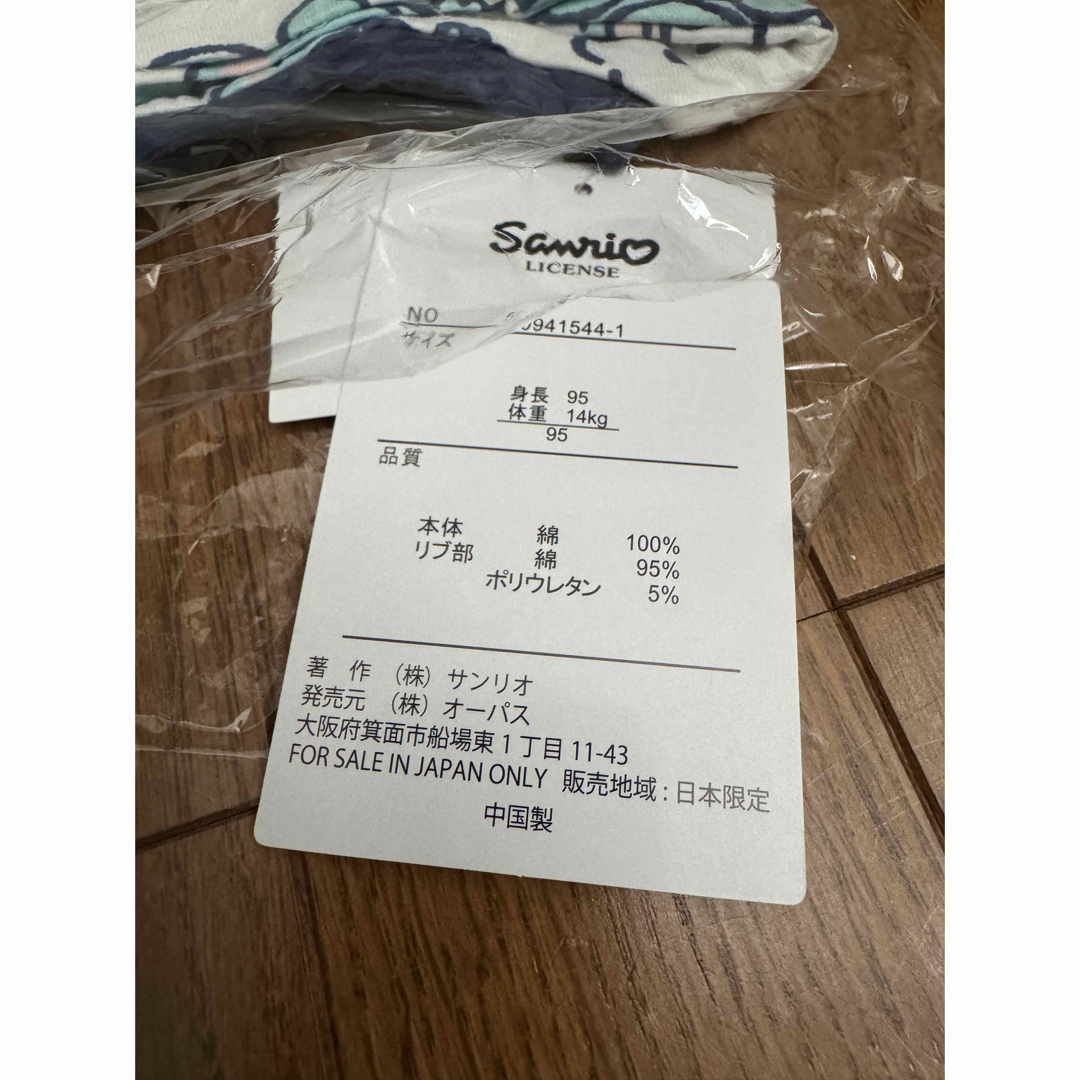 Sanrio
LICENSE
NO 941544-1
サイズ
身長 95
体重 14kg
95
品質
本体 綿 100%
リブ部 綿 95%
ポリウレタン 5%
著 作 (株) サンリオ
発売元 (株) オーパス
大阪府箕面市船場東1丁目11-43
FOR SALE IN JAPAN ONLY 販売地域:日本限定
中国製